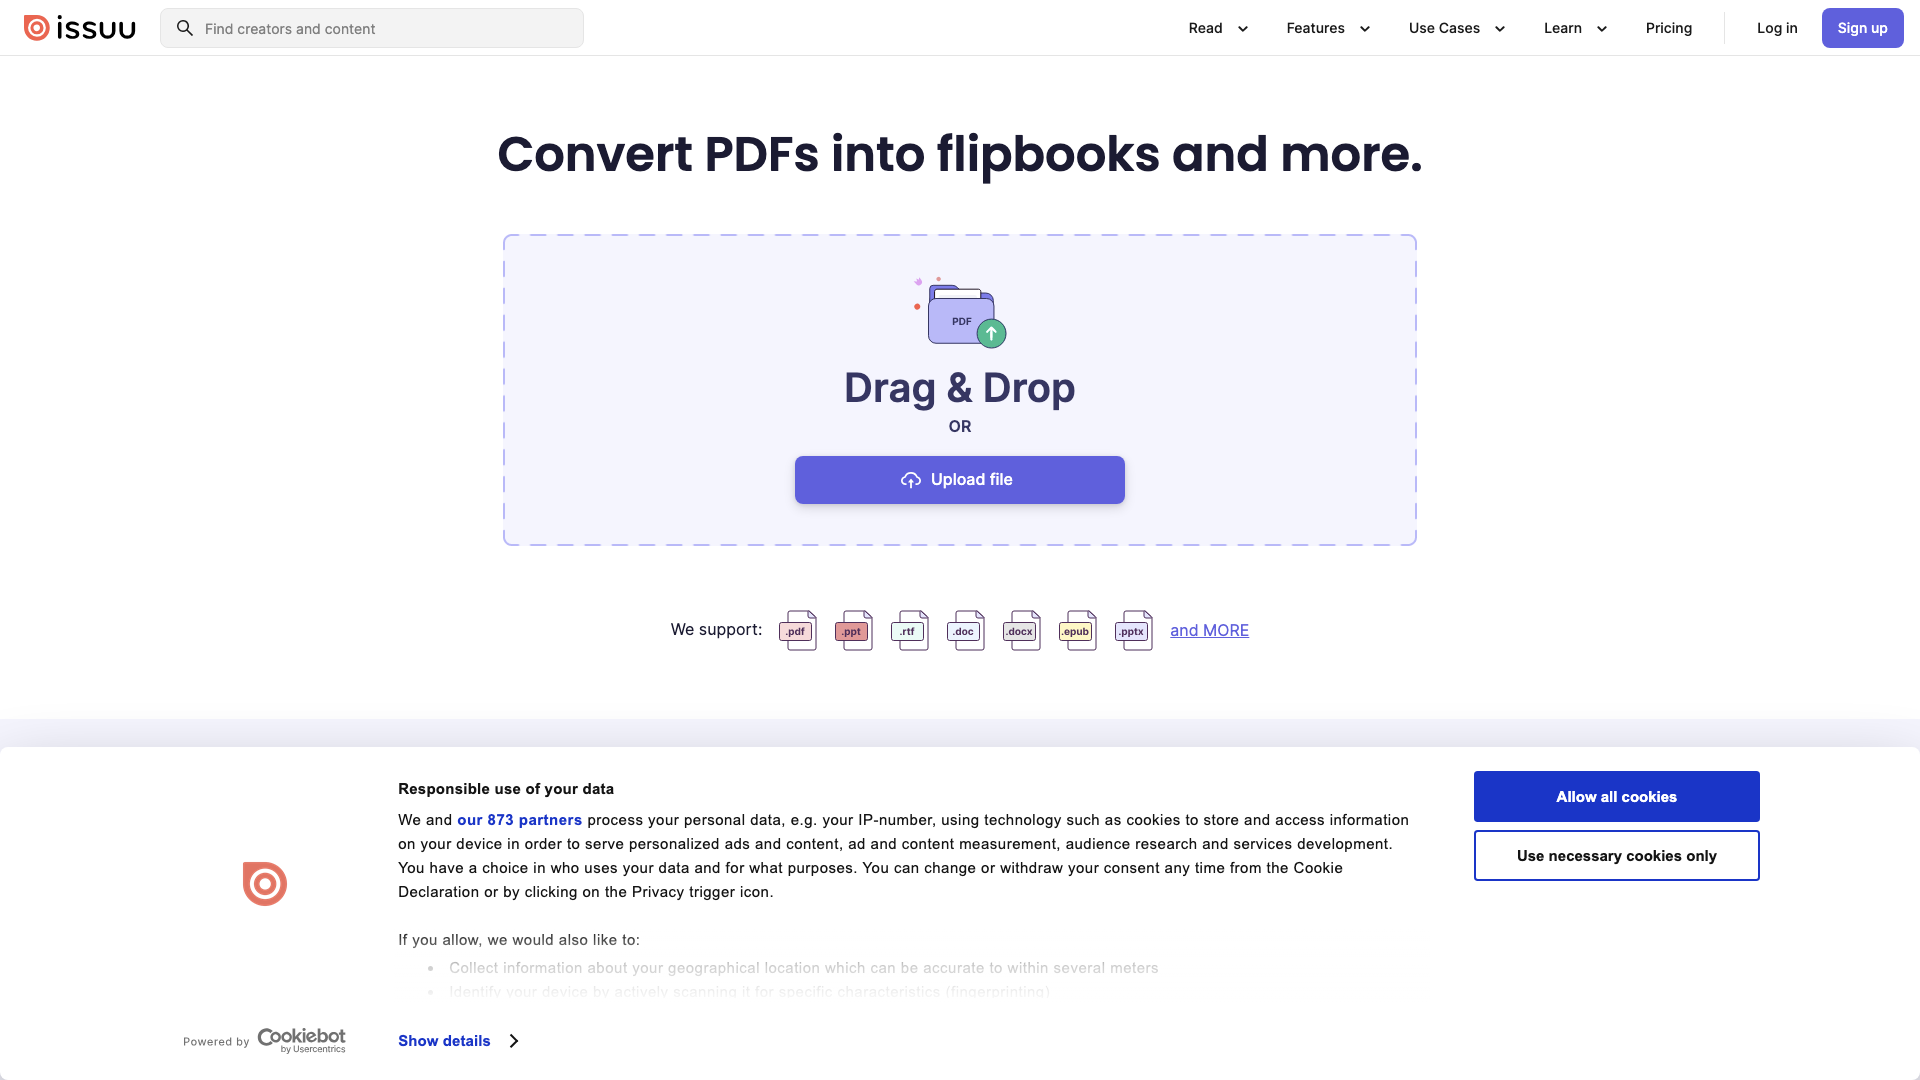 issuu
Find creators and content
Read
Features
Use Cases
Learn
Pricing
Log in
Sign up
Convert PDFs into flipbooks and more.
PDF
Drag & Drop
OR
Upload file
We support:
.pdf
.ppt
.rtf
.doc
.docx
.epub
.pptx
and MORE
Responsible use of your data
We and our 873 partners process your personal data, e.g. your IP-number, using technology such as cookies to store and access information
on your device in order to serve personalized ads and content, ad and content measurement, audience research and services development.
You have a choice in who uses your data and for what purposes. You can change or withdraw your consent any time from the Cookie
Declaration or by clicking on the Privacy trigger icon.
If you allow, we would also like to:
• Collect information about your geographical location which can be accurate to within several meters
• Identify your device by actively scanning it for specific characteristics (fingerprinting)
Allow all cookies
Use necessary cookies only
Powered by Cookiebot
by Usercentrics
Show details